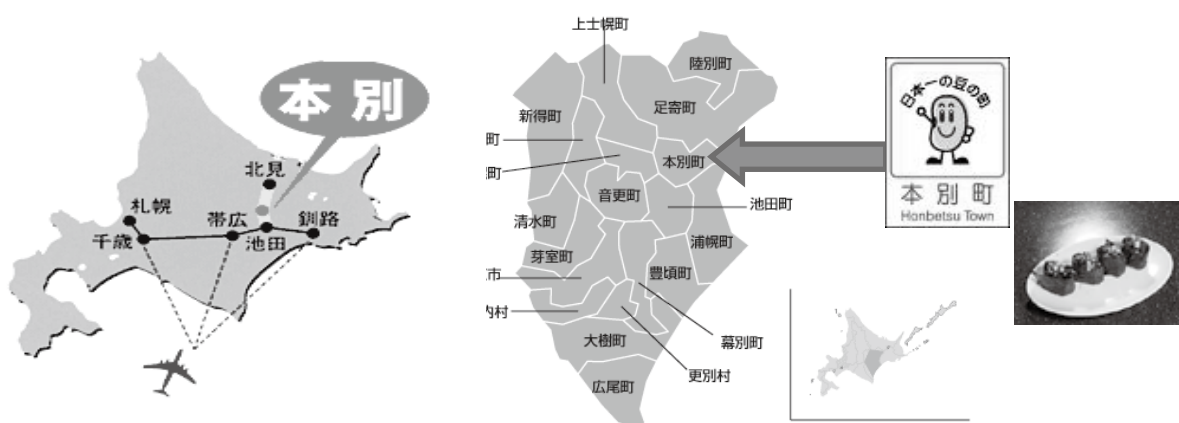 本別
北見
札幌
千歳
帯広
池田
釧路
上士幌町
陸別町
新得町
足寄町
町
町
本別町
音更町
池田町
清水町
芽室町
浦幌町
豊頃町
市
内村
大樹町
幕別町
更別村
広尾町
日本一の豆の町
本別町
Honbetsu Town